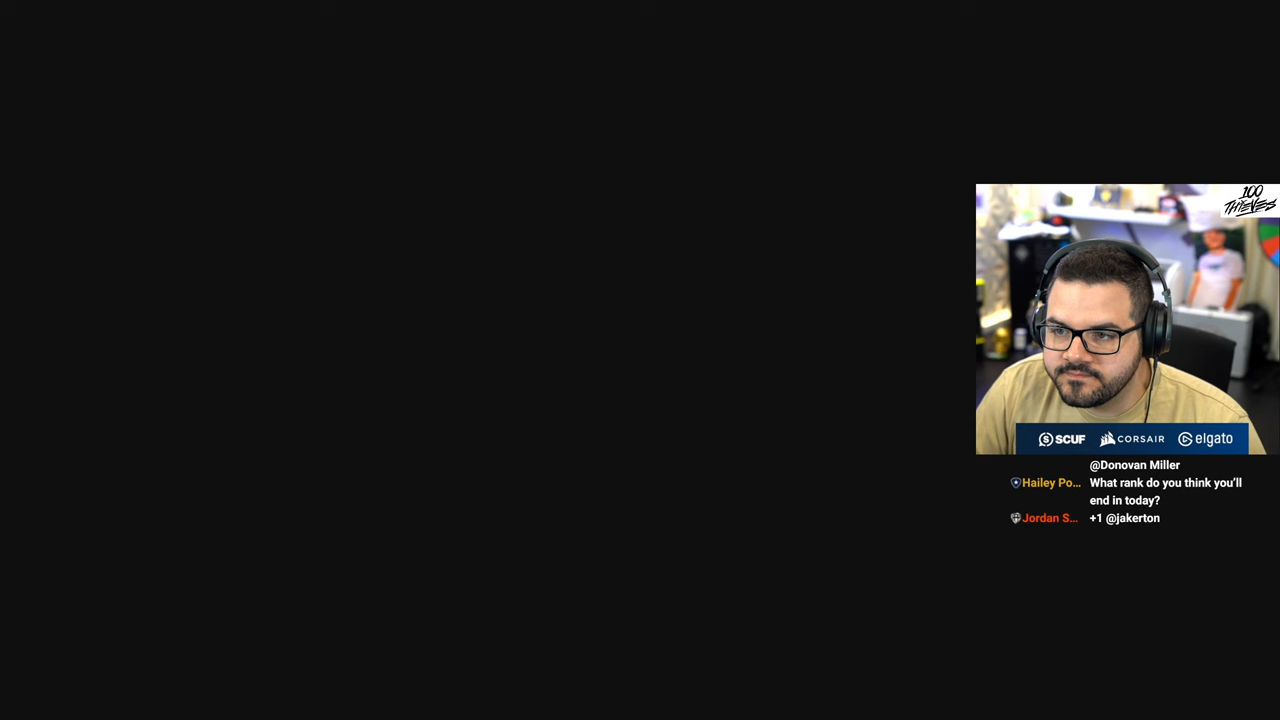 100
THIEVES
SCUF CORSAIR elgato
@Donovan Miller
Hailey Po... What rank do you think you'll
end in today?
Jordan S... +1 @jakerton